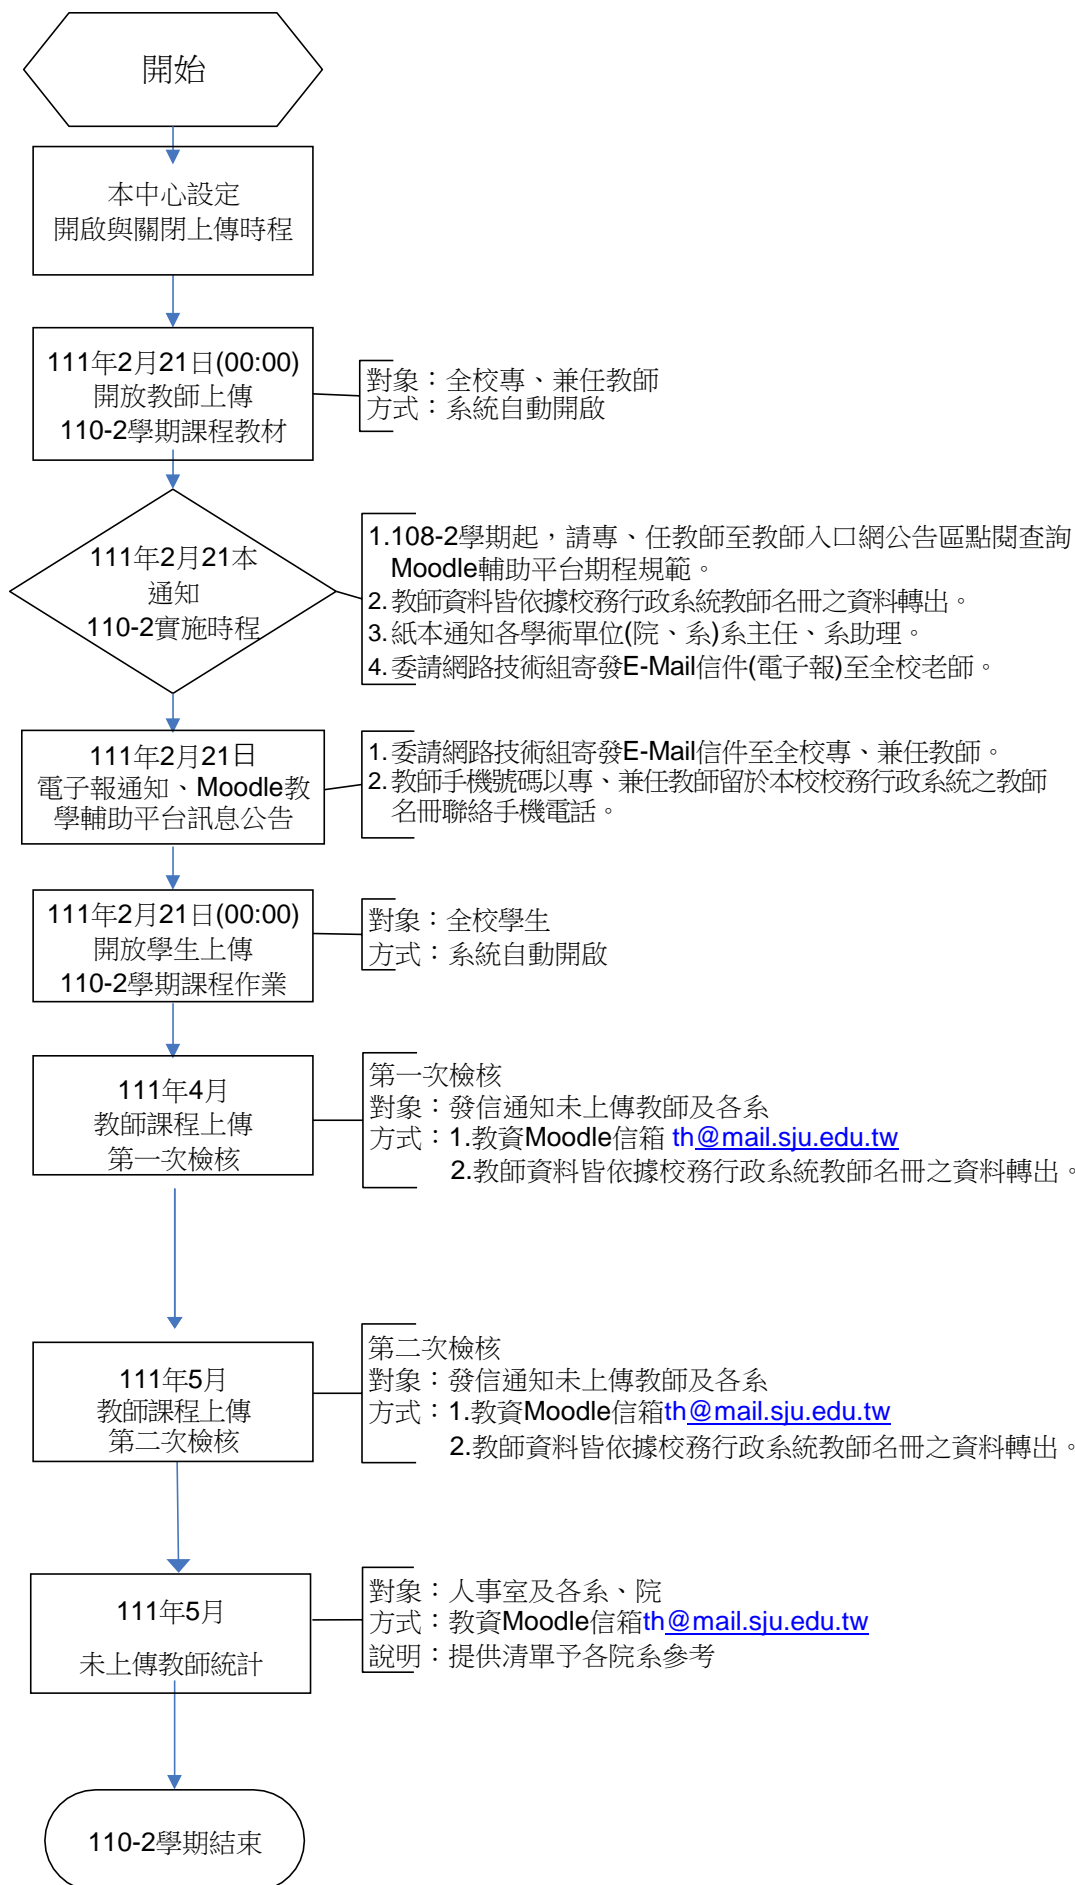 開始
本中心設定
開啟與關閉上傳時程
111年2月21日(00:00)
開放教師上傳
110-2學期課程教材
對象：全校專、兼任教師
方式：系統自動開啟
111年2月21本
通知
110-2實施時程
1.108-2學期起，請專、任教師至教師入口網公告區點閱查詢
Moodle輔助平台期程規範。
2.教師資料皆依據校務行政系統教師名冊之資料轉出。
3.紙本通知各學術單位(院、系)系主任、系助理。
4.委請網路技術組寄發E-Mail信件(電子報)至全校老師。
111年2月21日
電子報通知、Moodle教
學輔助平台訊息公告
1.委請網路技術組寄發E-Mail信件至全校專、兼任教師。
2.教師手機號碼以專、兼任教師留於本校校務行政系統之教師
名冊聯絡手機電話。
111年2月21日(00:00)
開放學生上傳
110-2學期課程作業
對象：全校學生
方式：系統自動開啟
111年4月
教師課程上傳
第一次檢核
第一次檢核
對象：發信通知未上傳教師及各系
方式：1.教資Moodle信箱 th@mail.sju.edu.tw
2.教師資料皆依據校務行政系統教師名冊之資料轉出。
111年5月
教師課程上傳
第二次檢核
第二次檢核
對象：發信通知未上傳教師及各系
方式：1.教資Moodle信箱th@mail.sju.edu.tw
2.教師資料皆依據校務行政系統教師名冊之資料轉出。
111年5月
未上傳教師統計
對象：人事室及各系、院
方式：教資Moodle信箱th@mail.sju.edu.tw
說明：提供清單予各院系參考
110-2學期結束